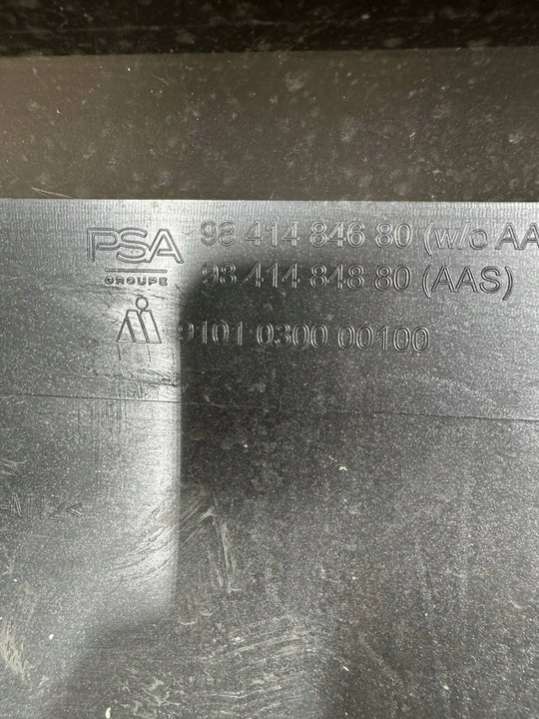 PSA 98 414 846 80 (w/o AA
GROUPE 98 414 848 80 (AAS)
9101 0300 00100